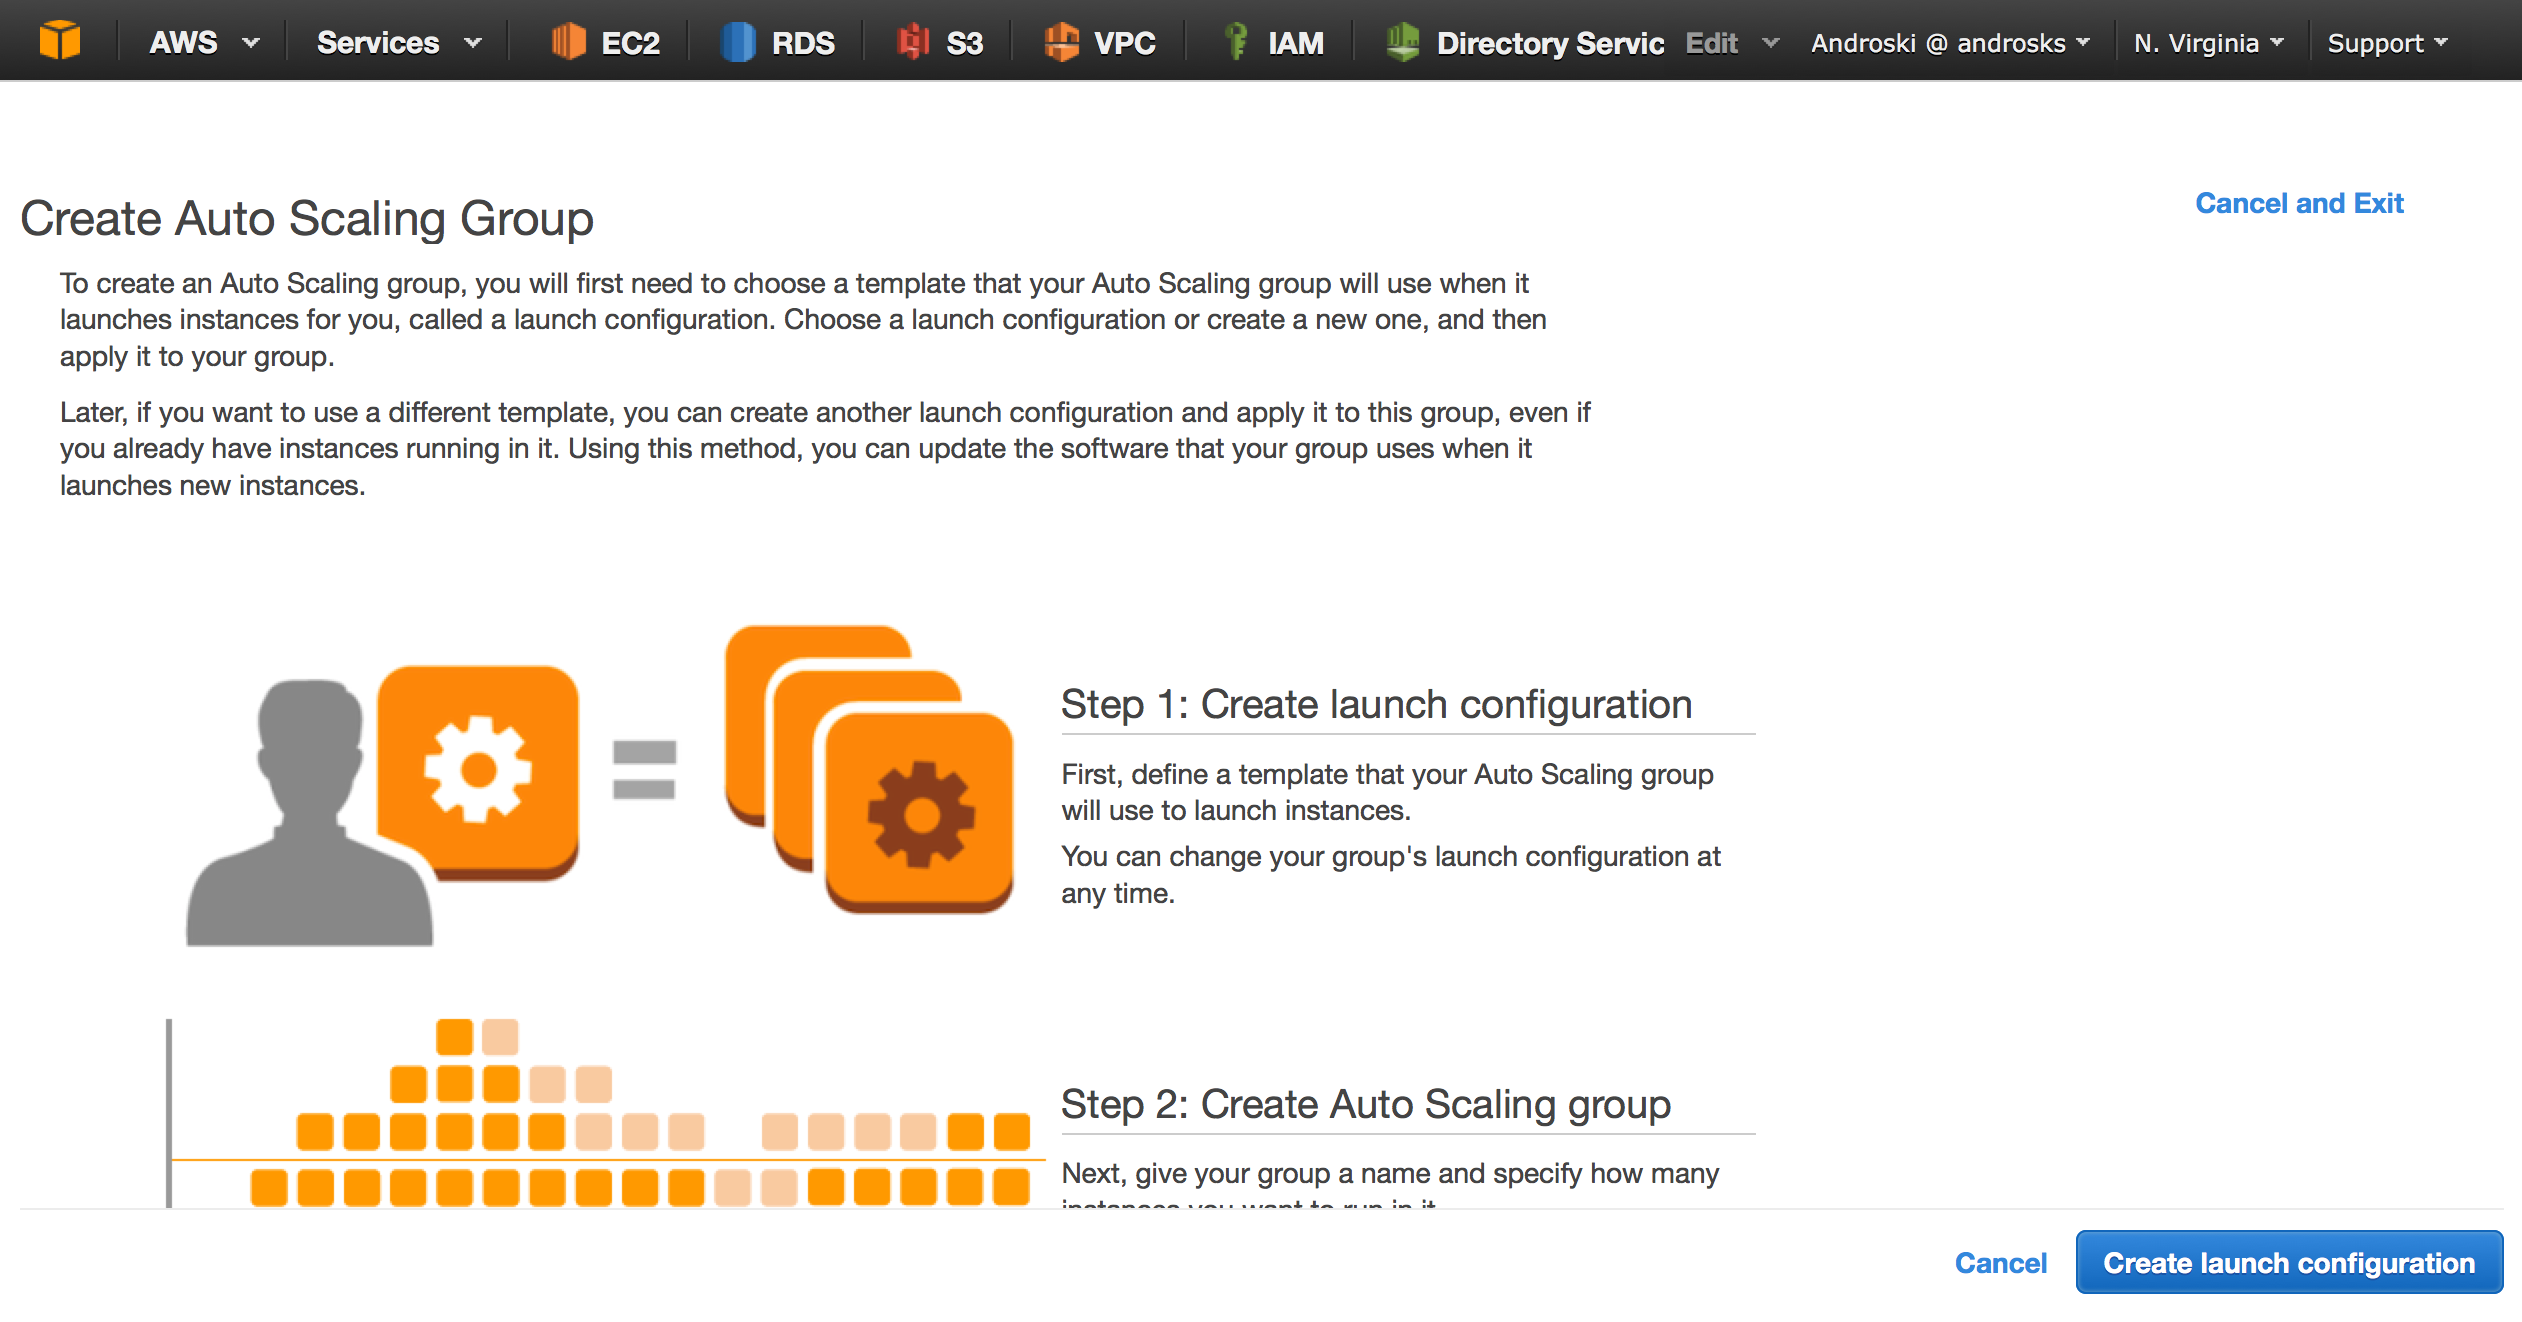 AWS Services EC2 RDS S3 VPC IAM Directory Servic Edit Androski @ androsks N. Virginia Support
Create Auto Scaling Group
Cancel and Exit
To create an Auto Scaling group, you will first need to choose a template that your Auto Scaling group will use when it
launches instances for you, called a launch configuration. Choose a launch configuration or create a new one, and then
apply it to your group.
Later, if you want to use a different template, you can create another launch configuration and apply it to this group, even if
you already have instances running in it. Using this method, you can update the software that your group uses when it
launches new instances.
Step 1: Create launch configuration
First, define a template that your Auto Scaling group
will use to launch instances.
You can change your group's launch configuration at
any time.
Step 2: Create Auto Scaling group
Next, give your group a name and specify how many
instances you want to run in it.
Cancel
Create launch configuration